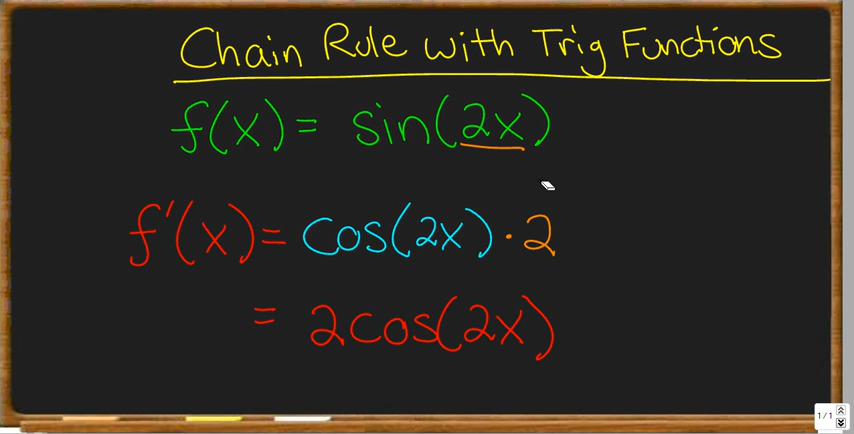 Chain Rule with Trig Functions
f(x) = sin(2x)
f'(x) = cos(2x) · 2
= 2cos(2x)
1/1